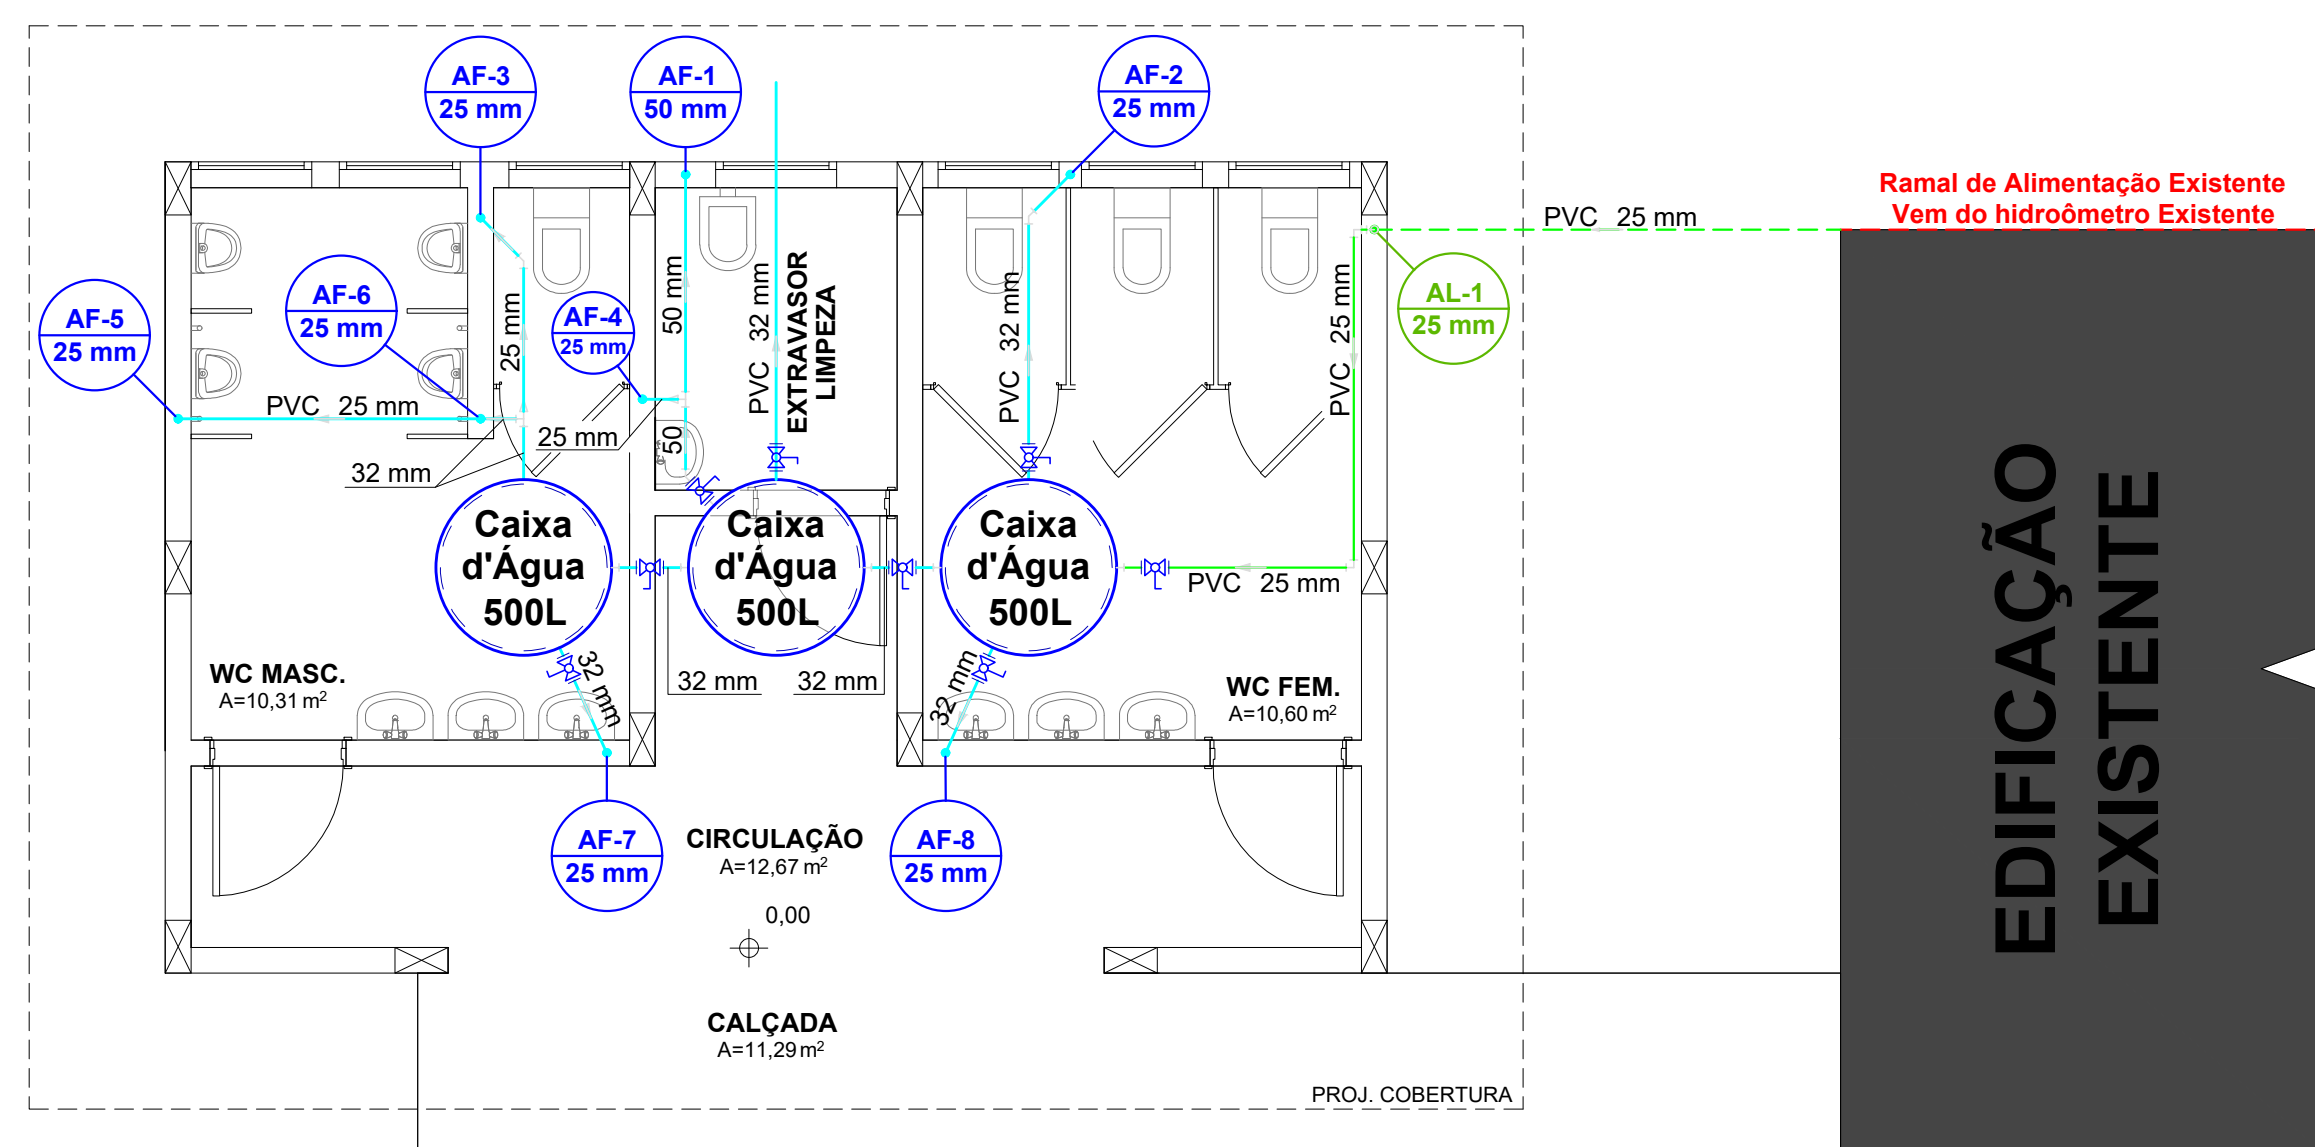 AF-3
25 mm
AF-1
50 mm
AF-2
25 mm
Ramal de Alimentação Existente
Vem do hidroômetro Existente
PVC 25 mm
AF-5
25 mm
AF-6
25 mm
AF-4
25 mm
AL-1
25 mm
25 mm
50 mm
PVC 32 mm
EXTRAVASOR
LIMPEZA
PVC 32 mm
PVC 25 mm
PVC 25 mm
25 mm
50
32 mm
Caixa
d'Água
500L
Caixa
d'Água
500L
Caixa
d'Água
500L
PVC 25 mm
EDIFICAÇÃO
EXISTENTE
WC MASC.
A=10,31 m²
32 mm
32 mm
32 mm
32 mm
WC FEM.
A=10,60 m²
AF-7
25 mm
CIRCULAÇÃO
A=12,67 m²
AF-8
25 mm
0,00
CALÇADA
A=11,29 m²
PROJ. COBERTURA